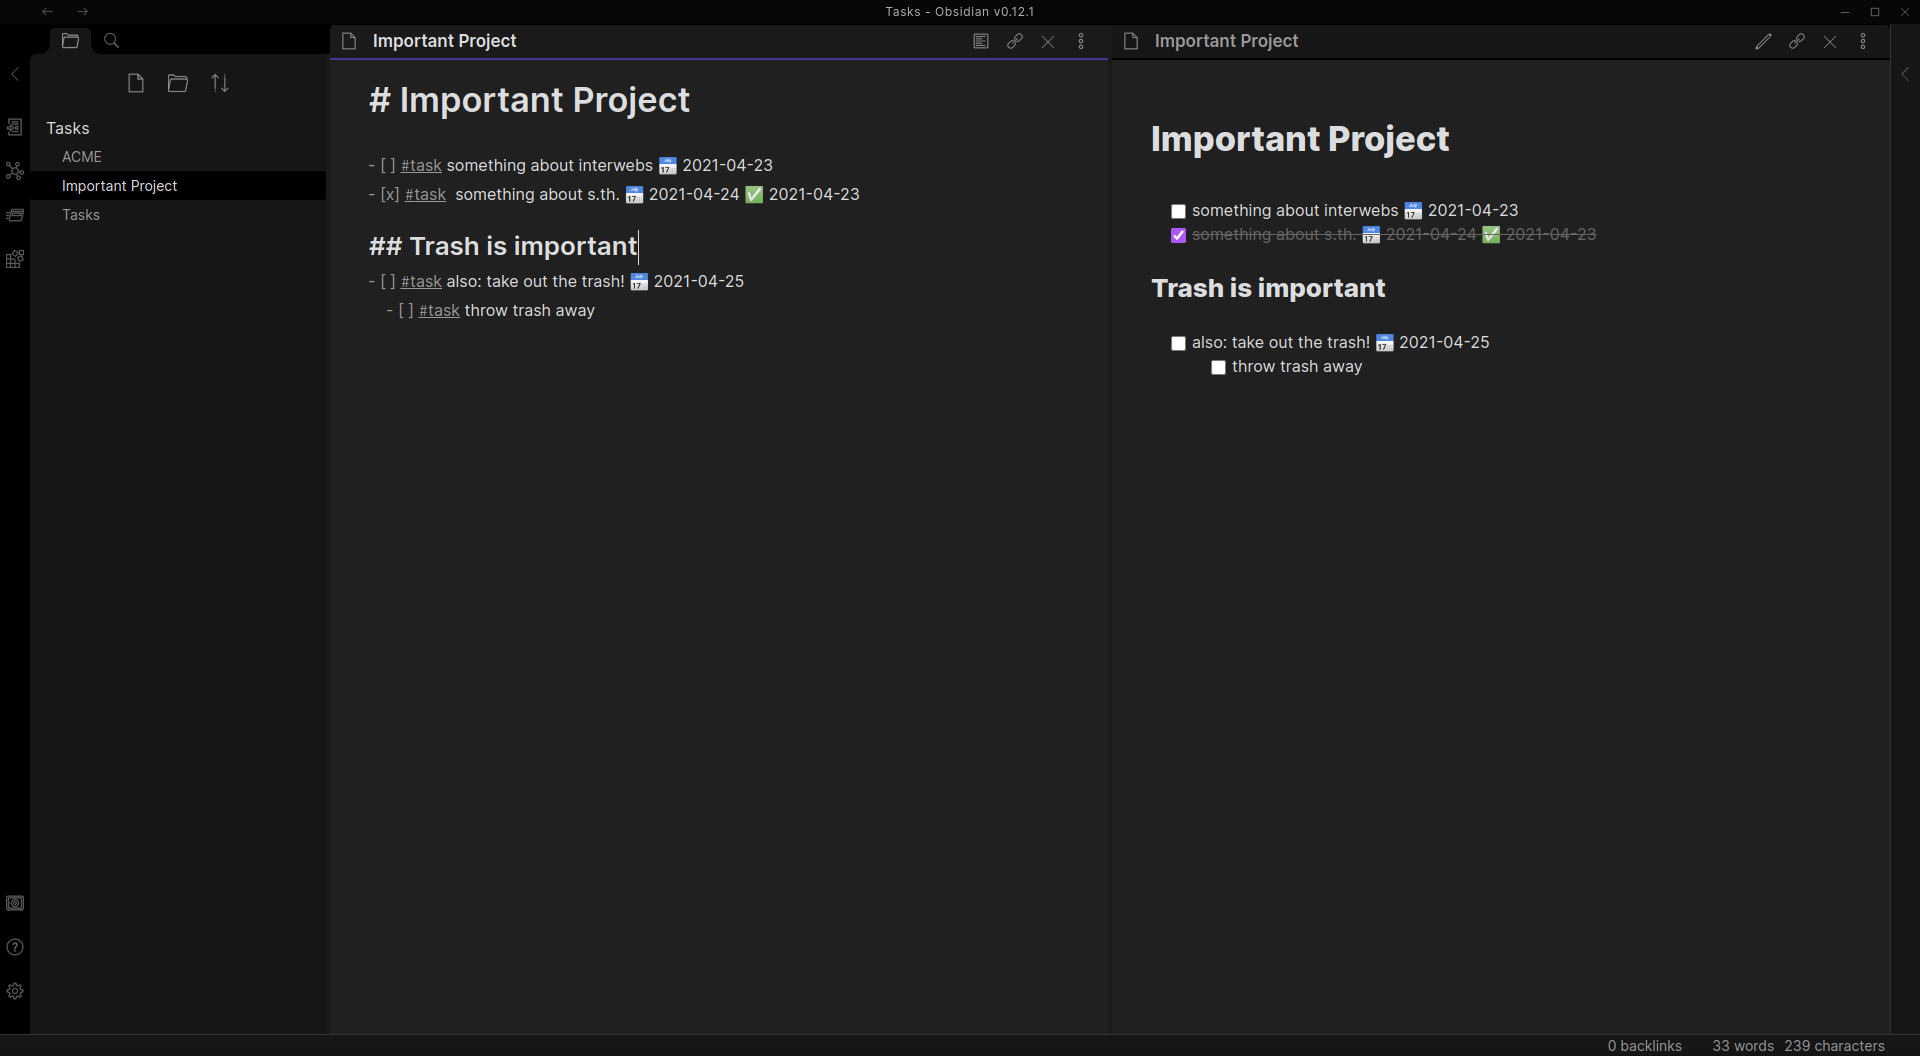 Tasks - Obsidian v0.12.1
Important Project
Important Project
Tasks
ACME
Important Project
Tasks
# Important Project
- [ ] #task something about interwebs 📅 2021-04-23
- [x] #task  something about s.th. 📅 2021-04-24 ✅ 2021-04-23
## Trash is important
- [ ] #task also: take out the trash! 📅 2021-04-25
- [ ] #task throw trash away
Important Project
something about interwebs 📅 2021-04-23
something about s.th. 📅 2021-04-24 ✅ 2021-04-23
Trash is important
also: take out the trash! 📅 2021-04-25
throw trash away
0 backlinks 33 words 239 characters